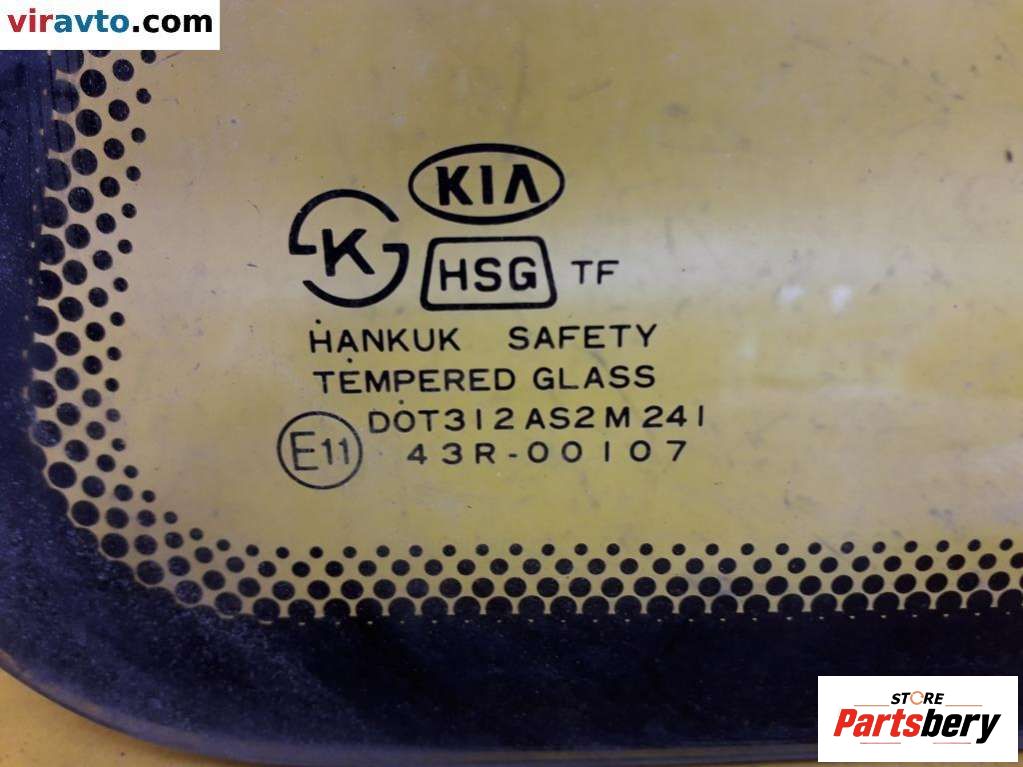 viravto.com
KIA
K
HSG TF
HANKUK SAFETY
TEMPERED GLASS
DOT312 AS2 M241
E11 43R-00107
STORE
Partsbery